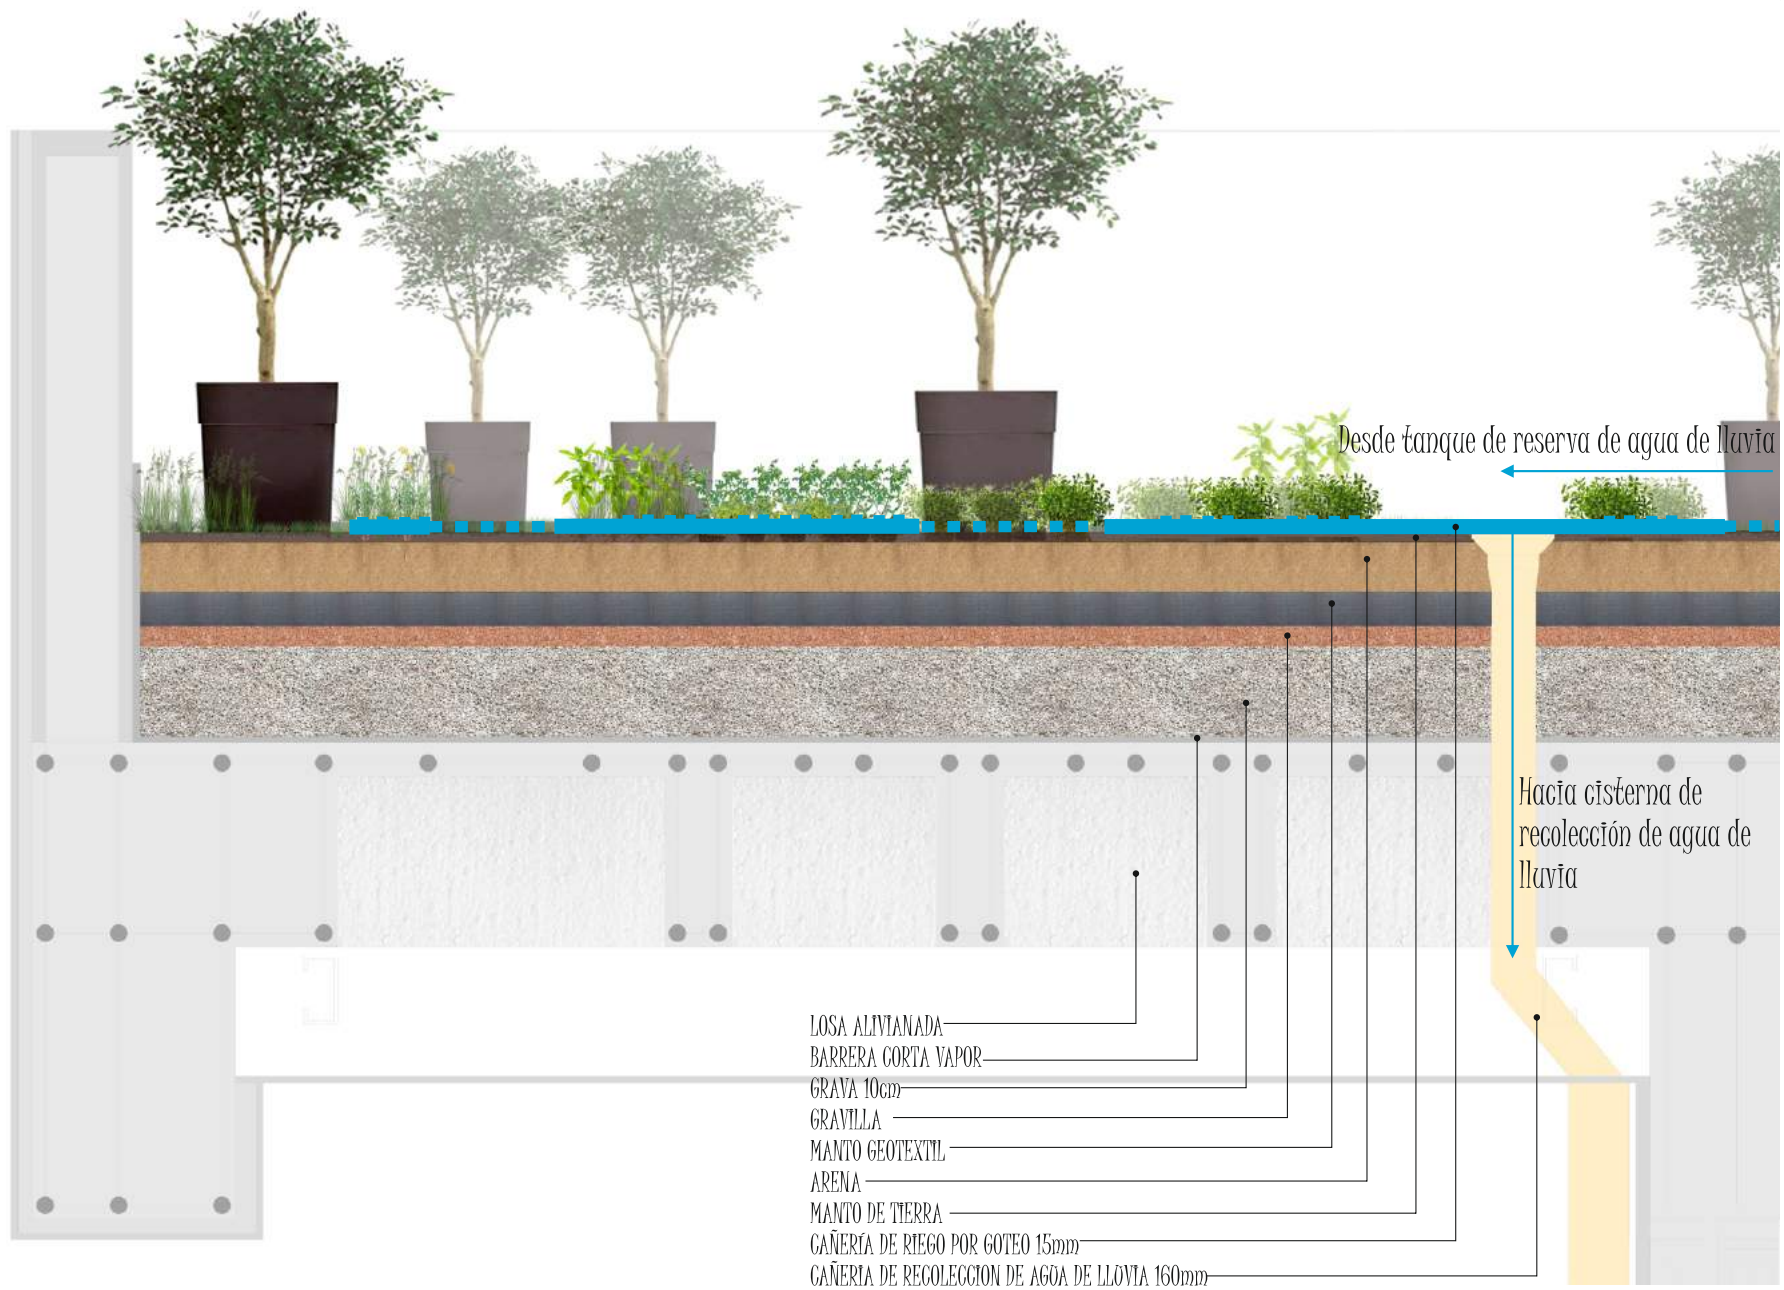 Desde tanque de reserva de agua de lluvia
Hacia cisterna de
recolección de agua de
lluvia
LOSA ALIVIANADA
BARRERA CORTA VAPOR
GRAVA 10cm
GRAVILLA
MANTO GEOTEXTIL
ARENA
MANTO DE TIERRA
CAÑERÍA DE RIEGO POR GOTEO 15mm
CAÑERIA DE RECOLECCION DE AGUA DE LLUVIA 160mm